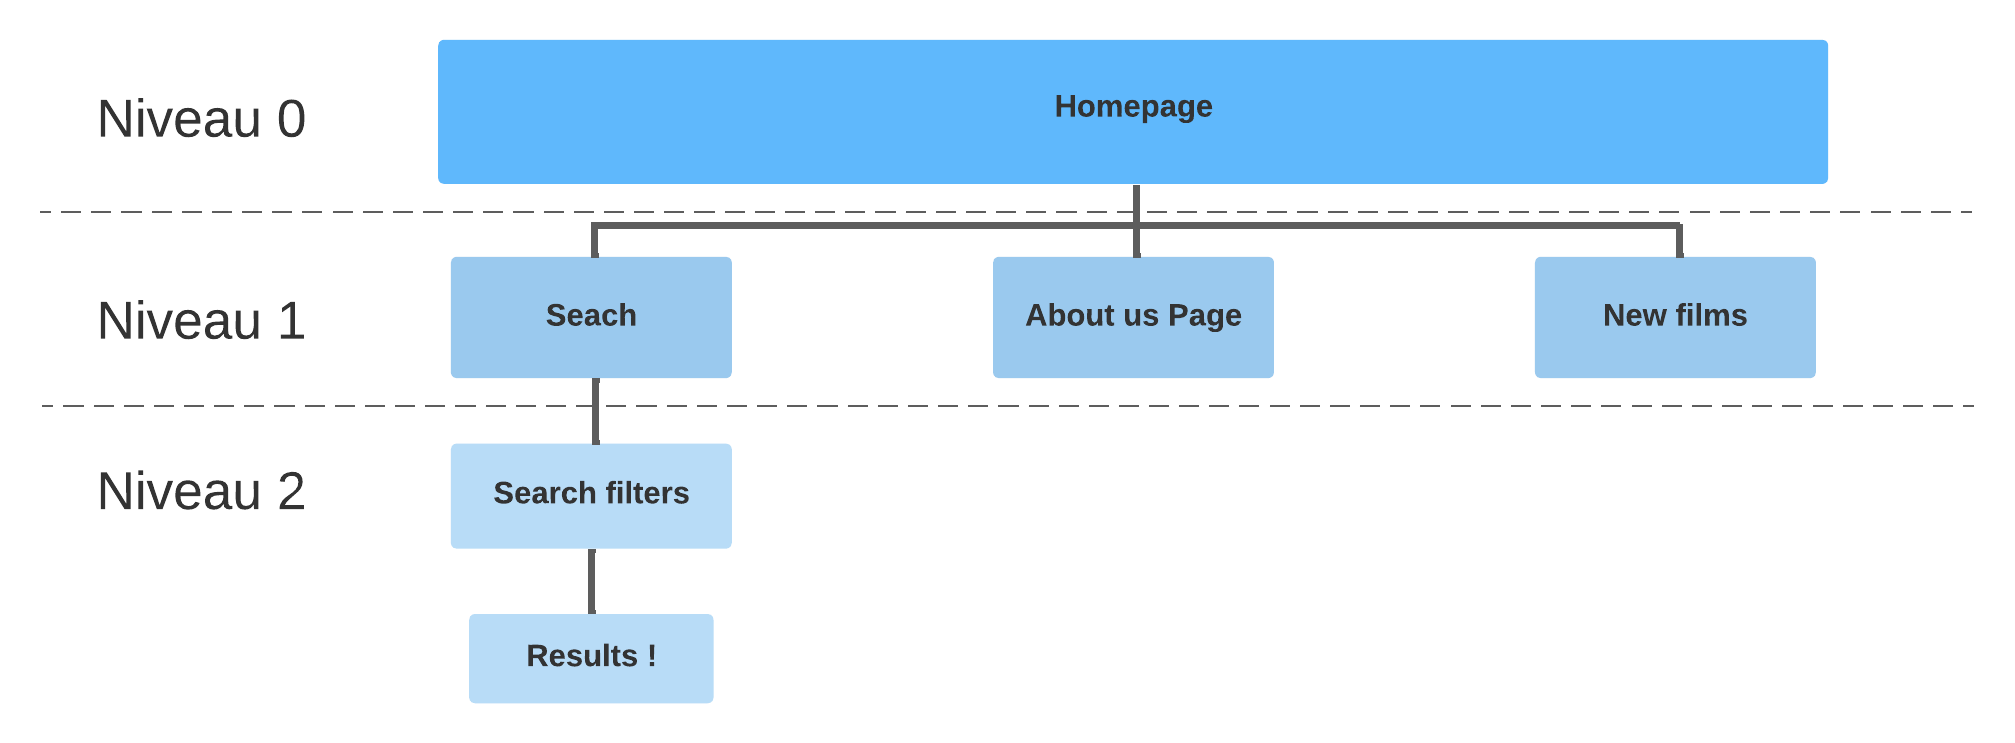 Niveau 0
Homepage
Niveau 1
Seach
About us Page
New films
Niveau 2
Search filters
Results !